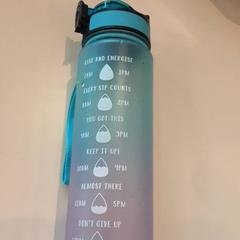 RISE AND ENERGISE
7AM 1PM
EVERY SIP COUNTS
8AM 2PM
YOU GOT THIS
9AM 3PM
KEEP IT UP!
10AM 4PM
ALMOST THERE
11AM 5PM
DON'T GIVE UP